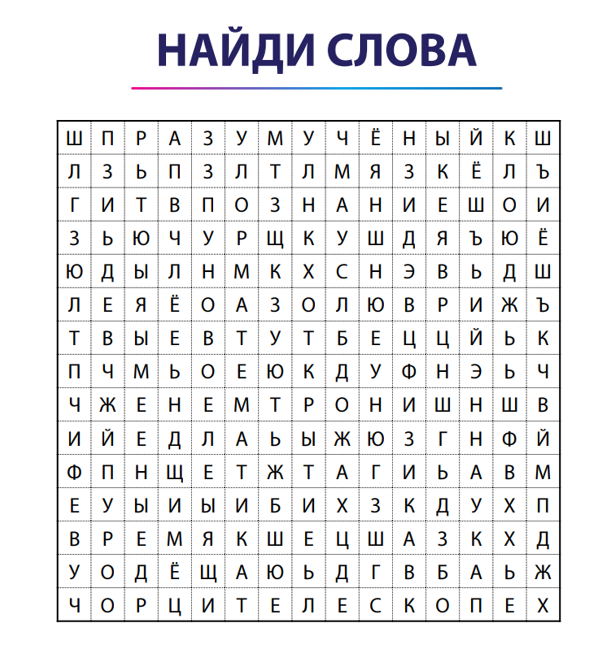 НАЙДИ СЛОВА
Ш П Р А З У М У Ч Ё Н Ы Й К Ш
Л З Ь П З Л Т Л М Я З К Ё Л Ъ
Г И Т В П О З Н А Н И Е Ш О И
З Ь Ю Ч У Р Щ К У Ш Д Я Ъ Ю Ё
Ю Д Ы Л Н М К Х С Н Э В Ь Д Ш
Л Е Я Ё О А З О Л Ю В Р И Ж Ъ
Т В Ы Е В Т У Т Б Е Ц Ц Й Ь К
П Ч М Ь О Е Ю К Д У Ф Н Э Ь Ч
Ч Ж Е Н Е М Т Р О Н И Ш Н Ш В
И Й Е Д Л А Ь Ы Ж Ю З Г Н Ф Й
Ф П Н Щ Е Т Ж Т А Г И Ь А В М
Е У Ы И Ы И Б И Х З К Д У Х П
В Р Е М Я К Ш Е Ц Ш А З К Х Д
У О Д Ё Щ А Ю Ь Д Г В Б А Ь Ж
Ч О Р Ц И Т Е Л Е С К О П Е Х